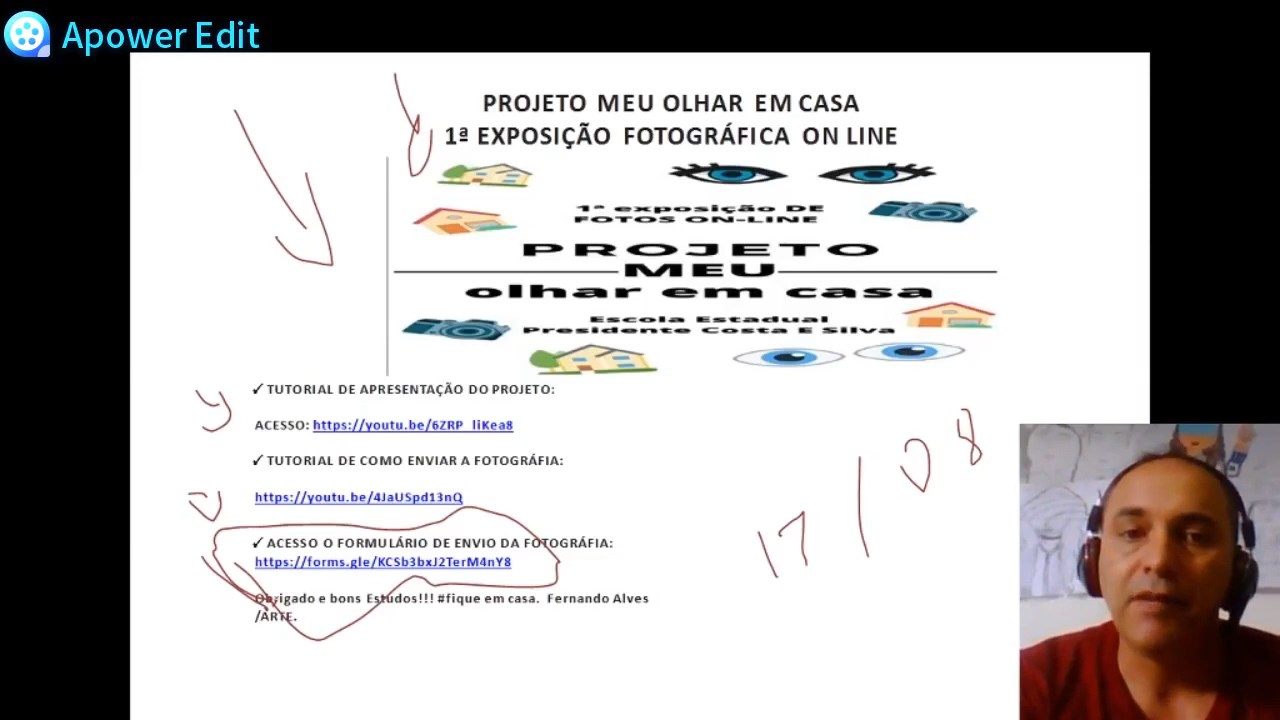 Apower Edit
PROJETO MEU OLHAR EM CASA
1ª EXPOSIÇÃO FOTOGRÁFICA ON LINE
1ª exposição DE
FOTOS ON-LINE
PROJETO
MEU
olhar em casa
Escola Estadual
Presidente Costa E Silva
✓TUTORIAL DE APRESENTAÇÃO DO PROJETO:
ACESSO: https://youtu.be/6ZRP_liKea8
✓TUTORIAL DE COMO ENVIAR A FOTOGRÁFIA:
https://youtu.be/4JaUSpd13nQ
✓ACESSO O FORMULÁRIO DE ENVIO DA FOTOGRÁFIA:
https://forms.gle/KCSb3bxJ2TerM4nY8
Obrigado e bons Estudos!!! #fique em casa. Fernando Alves
/ARTE.
17/08